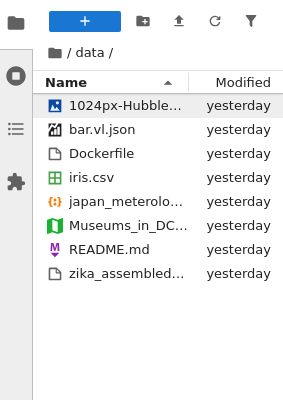 / data /
Name Modified
1024px-Hubble... yesterday
bar.vl.json yesterday
Dockerfile yesterday
iris.csv yesterday
japan_meterolo... yesterday
Museums_in_DC... yesterday
README.md yesterday
zika_assembled... yesterday